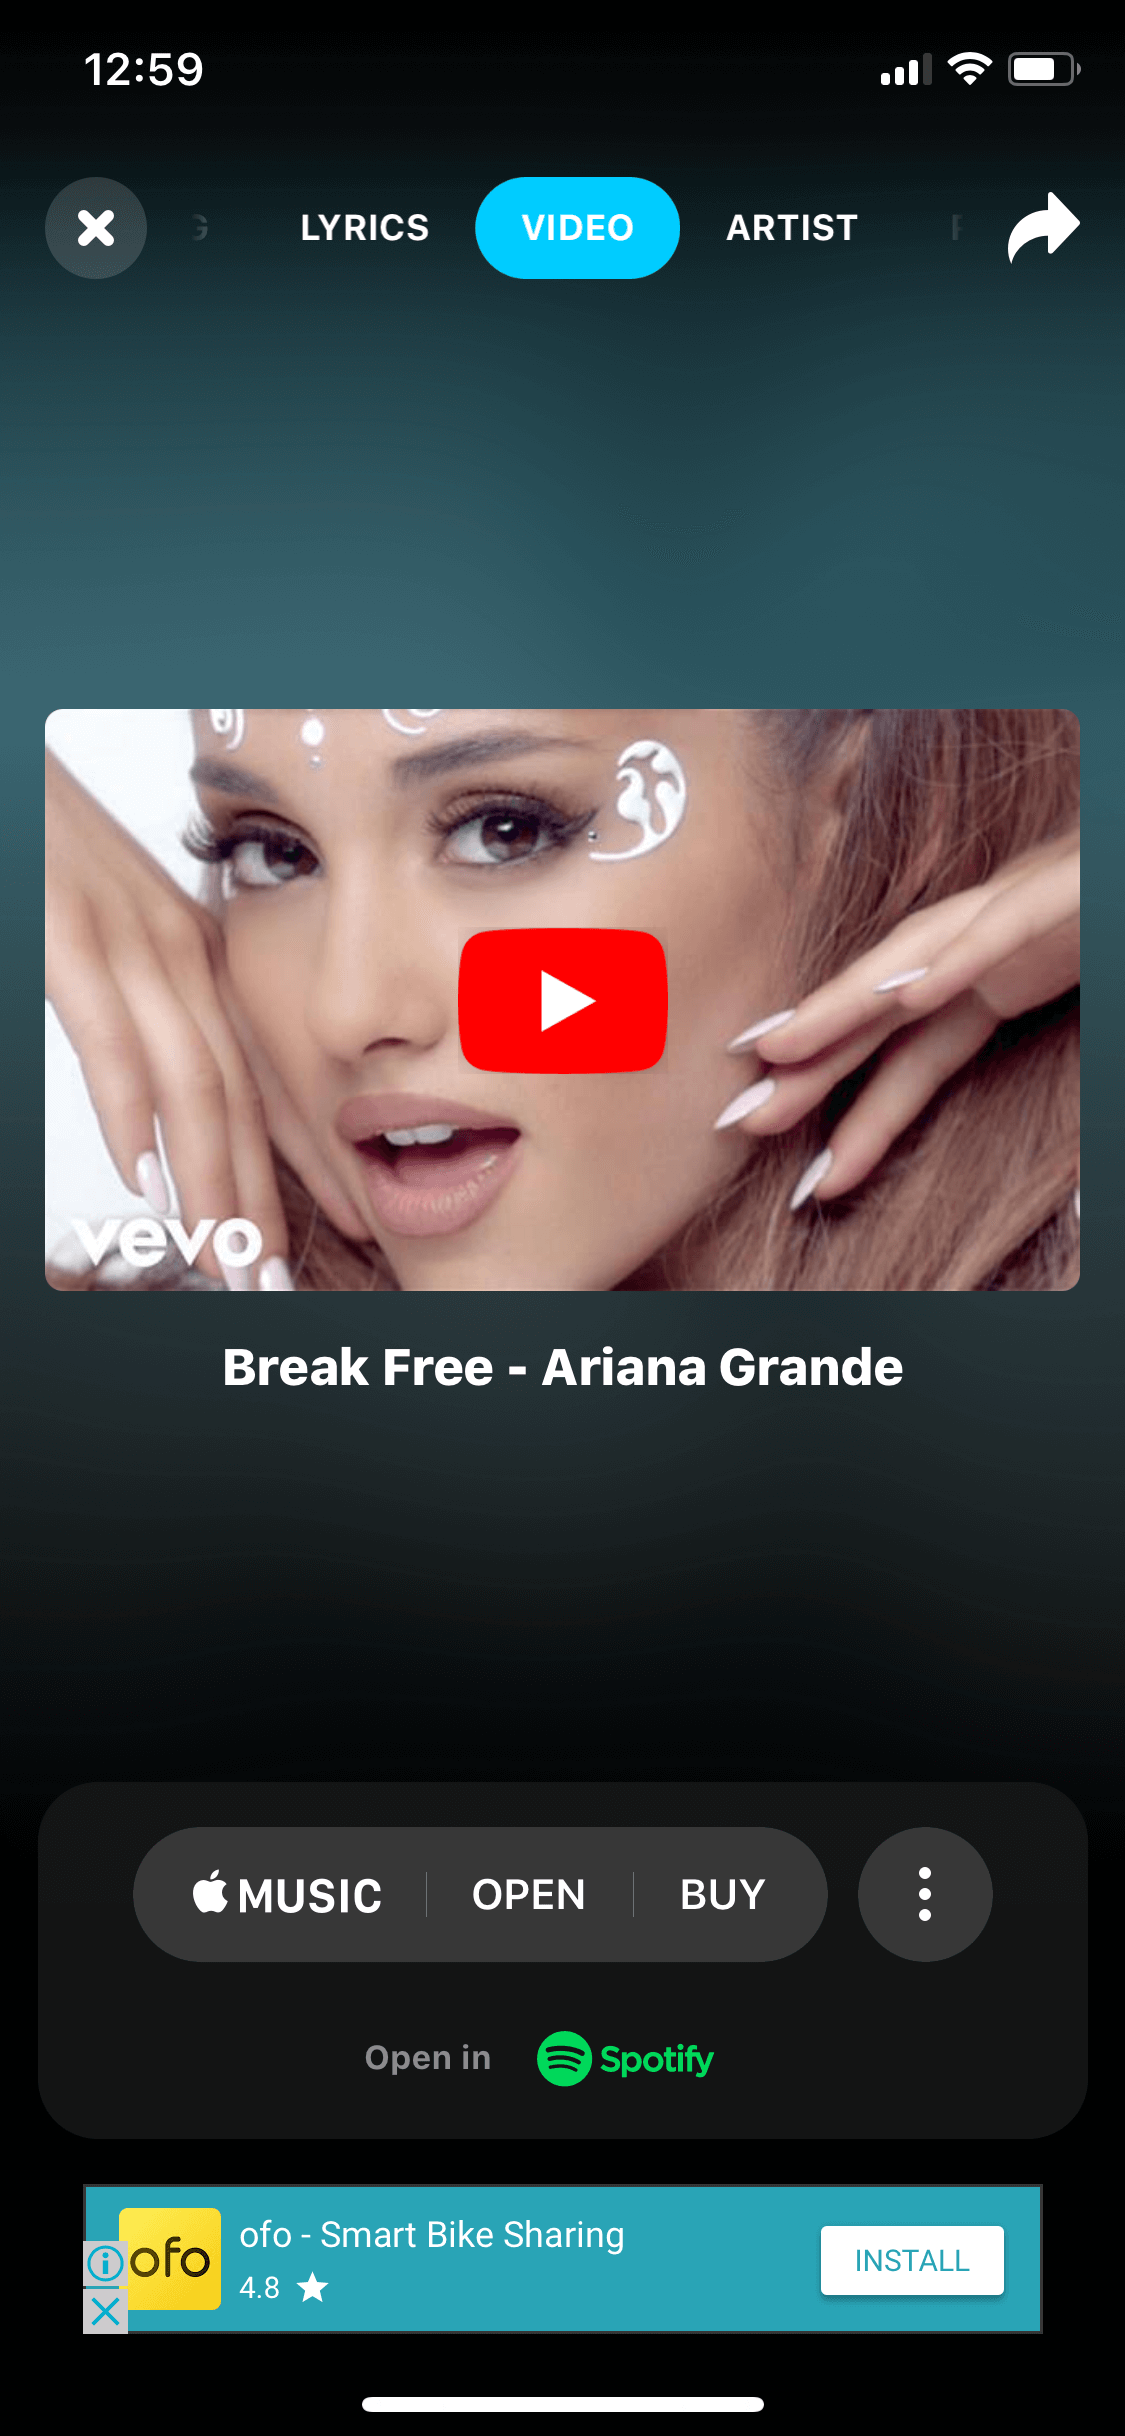 12:59
LYRICS VIDEO ARTIST
vevo
Break Free - Ariana Grande
MUSIC OPEN BUY
Open in Spotify
ofo
ofo - Smart Bike Sharing
4.8
INSTALL